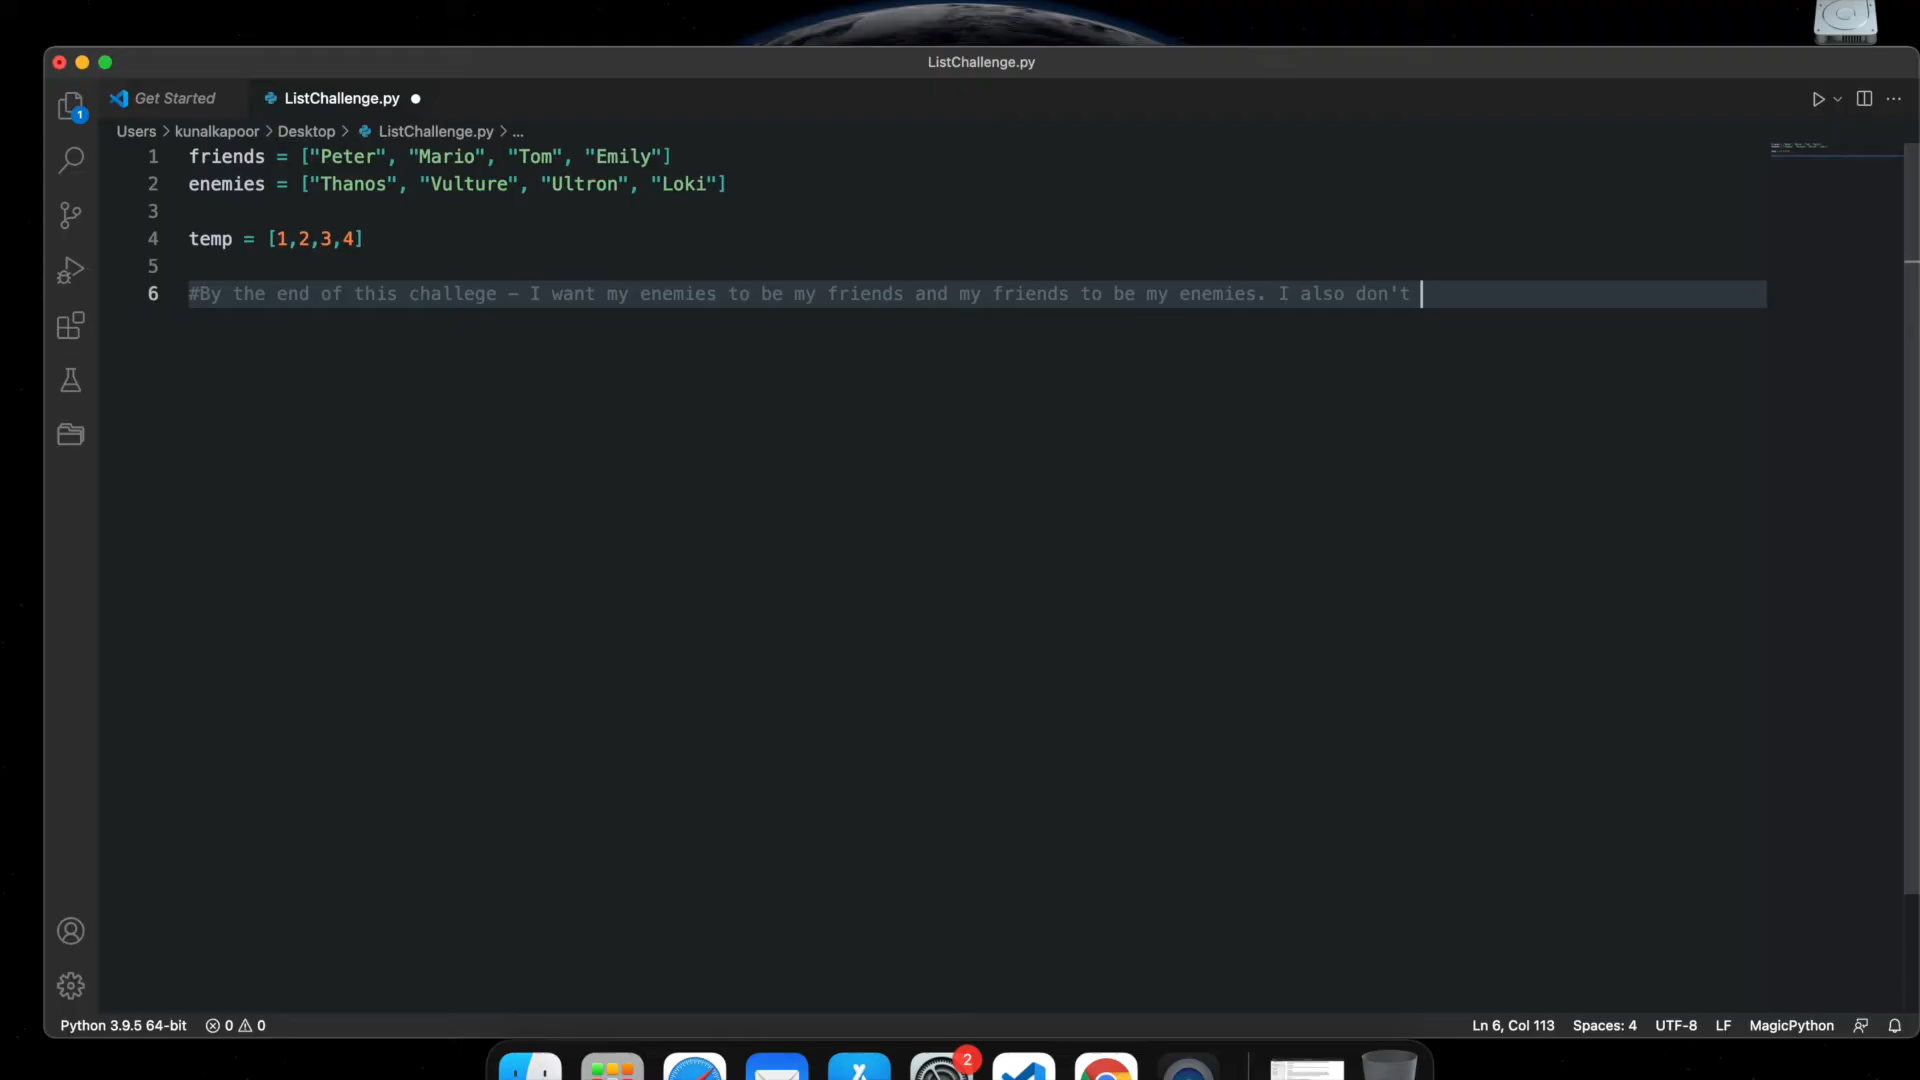 ListChallenge.py
Get Started
ListChallenge.py
1
Users > kunalkapoor > Desktop > ListChallenge.py > ...
1 friends = ["Peter", "Mario", "Tom", "Emily"]
2 enemies = ["Thanos", "Vulture", "Ultron", "Loki"]
3
4 temp = [1,2,3,4]
5
6 #By the end of this challege - I want my enemies to be my friends and my friends to be my enemies. I also don't
Python 3.9.5 64-bit 0 0 Ln 6, Col 113 Spaces: 4 UTF-8 LF MagicPython
2